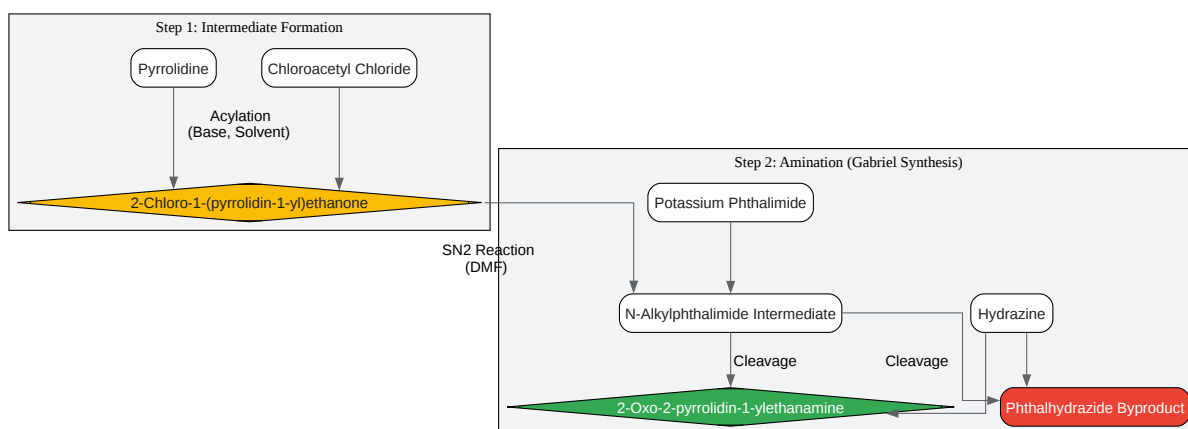 Step 1: Intermediate Formation
Pyrrolidine
Chloroacetyl Chloride
Acylation
(Base, Solvent)
2-Chloro-1-(pyrrolidin-1-yl)ethanone
Step 2: Amination (Gabriel Synthesis)
Potassium Phthalimide
SN2 Reaction
(DMF)
N-Alkylphthalimide Intermediate
Hydrazine
Cleavage
Cleavage
2-Oxo-2-pyrrolidin-1-ylethanamine
Phthalhydrazide Byproduct